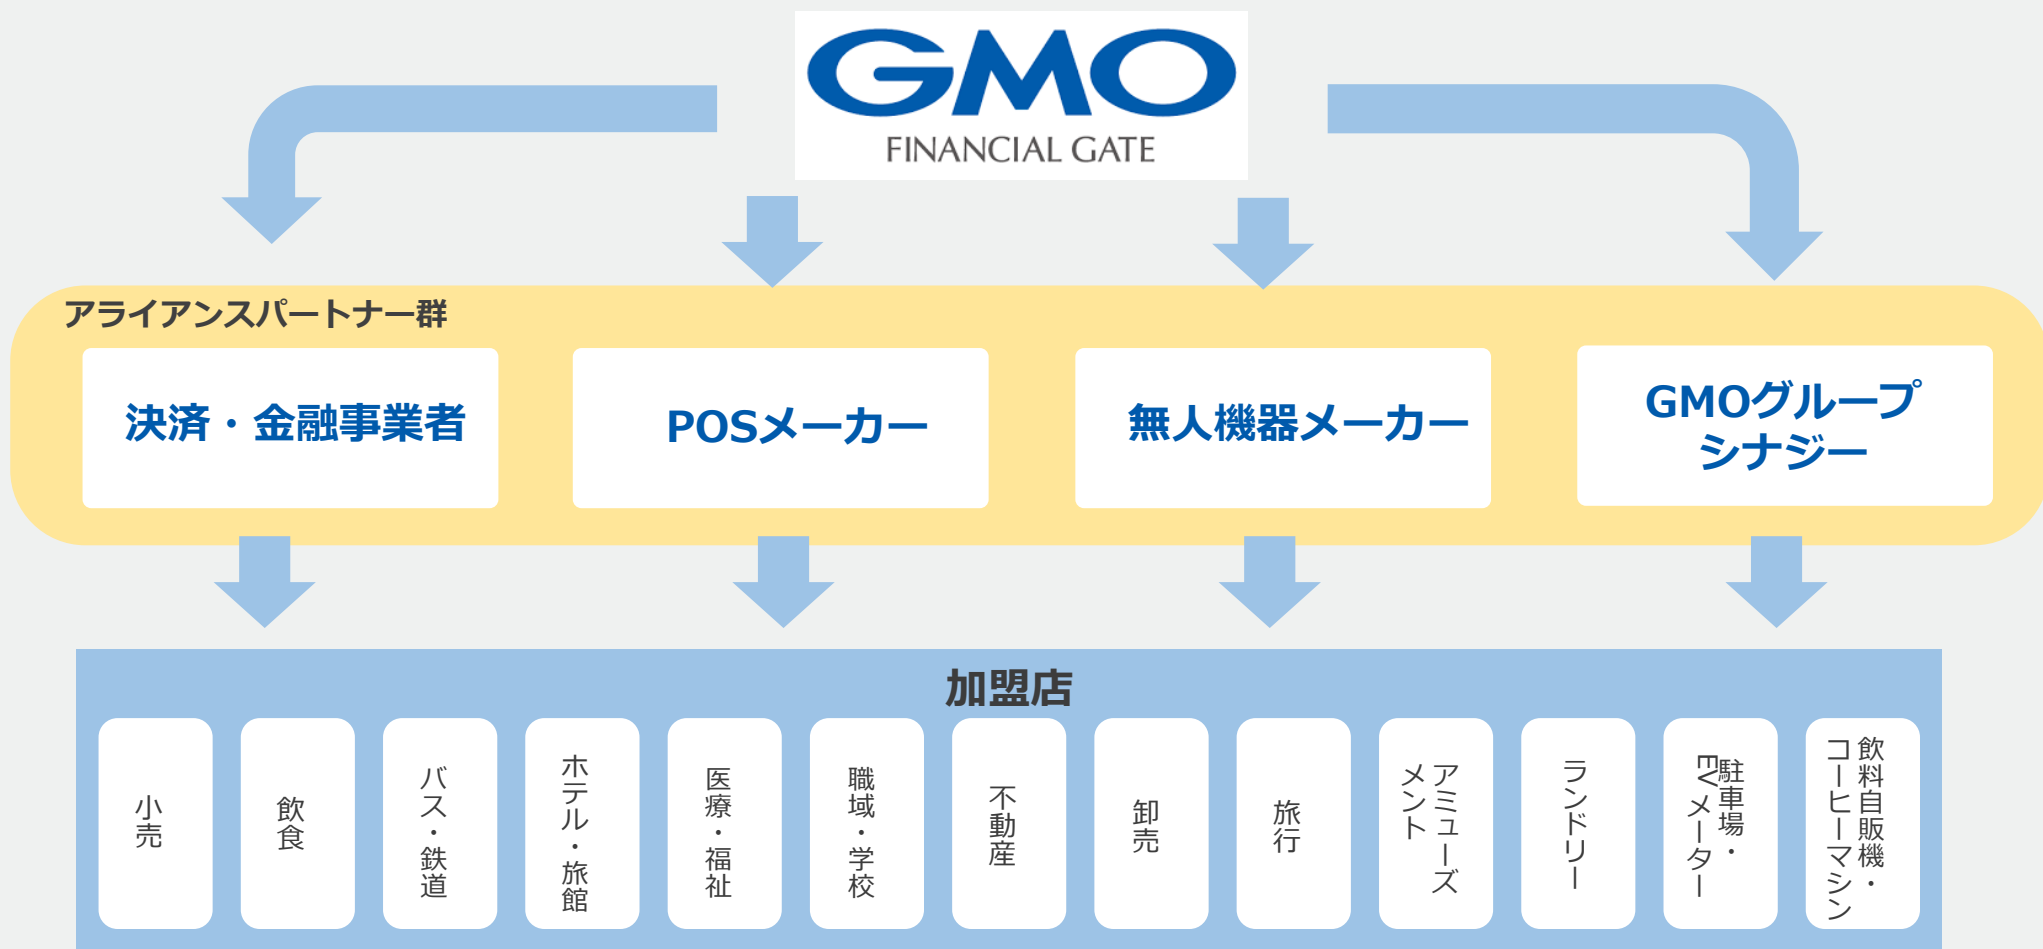 GMO
FINANCIAL GATE
アライアンスパートナー群
決済・金融事業者
POSメーカー
無人機器メーカー
GMOグループ
シナジー
加盟店
小売
飲食
バス・鉄道
ホテル・旅館
医療・福祉
職域・学校
不動産
卸売
旅行
アミューズ
メント
ランドリー
駐車場・
EVメーター
飲料自販機・
コーヒーマシン